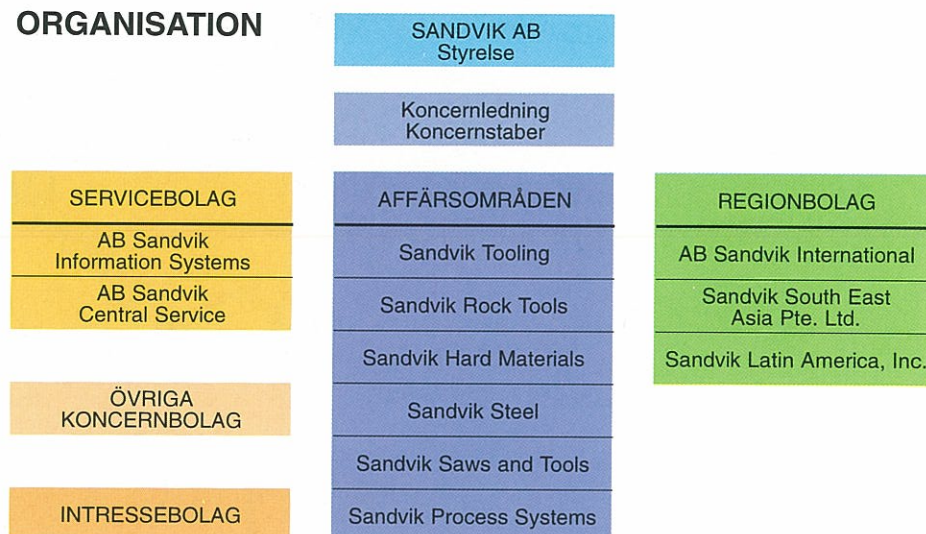 ORGANISATION
SANDVIK AB
Styrelse
Koncernledning
Koncernstaber
SERVICEBOLAG
AB Sandvik
Information Systems
AB Sandvik
Central Service
ÖVRIGA
KONCERNBOLAG
INTRESSEBOLAG
AFFÄRSOMRÅDEN
Sandvik Tooling
Sandvik Rock Tools
Sandvik Hard Materials
Sandvik Steel
Sandvik Saws and Tools
Sandvik Process Systems
REGIONBOLAG
AB Sandvik International
Sandvik South East
Asia Pte. Ltd.
Sandvik Latin America, Inc.